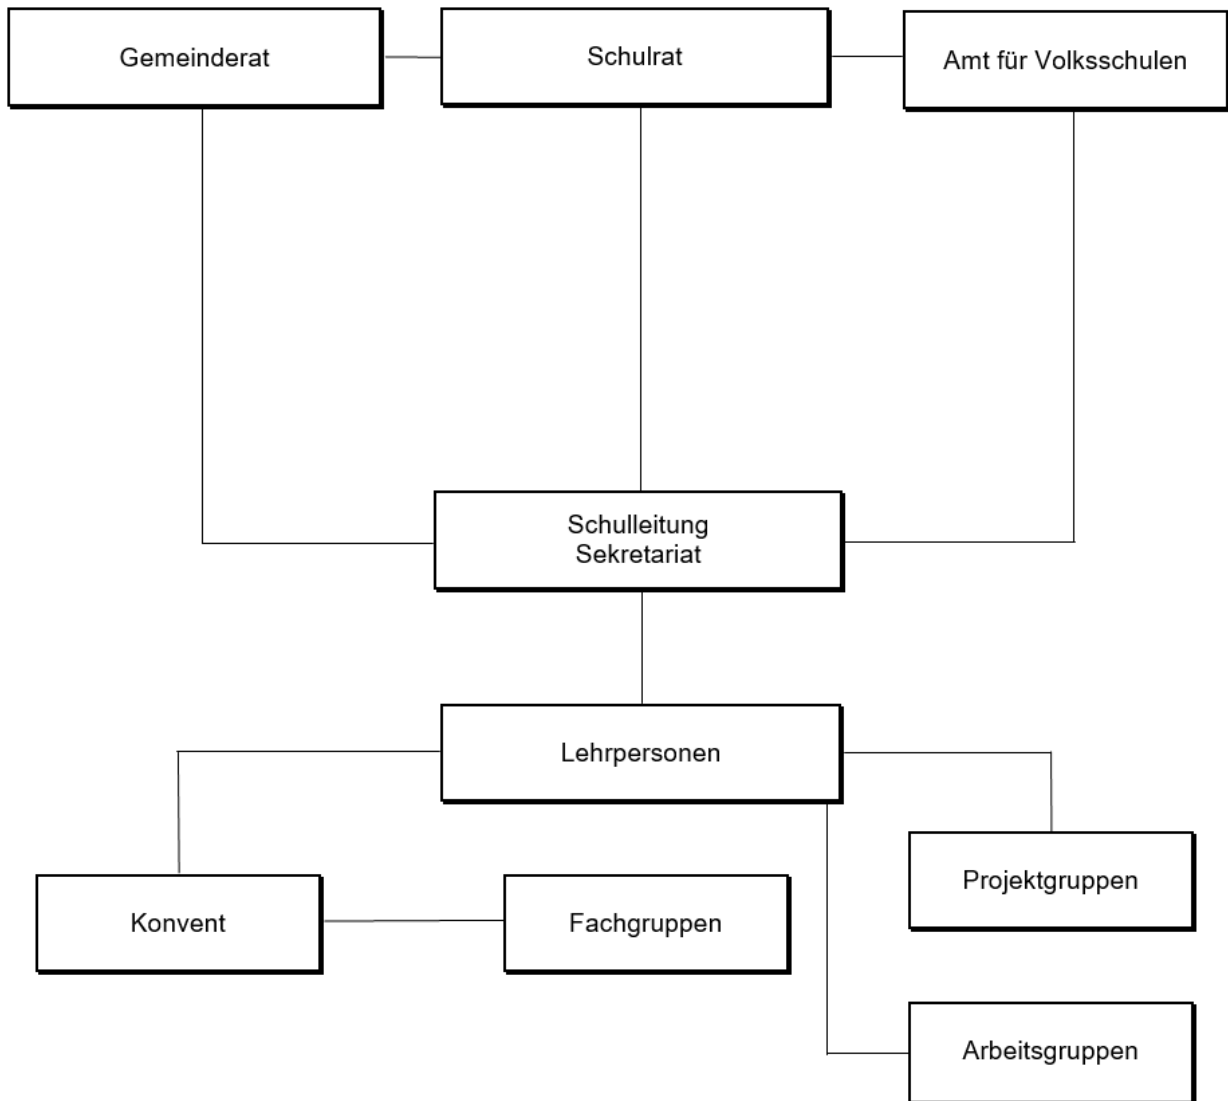 Gemeinderat
Schulrat
Amt für Volksschulen
Schulleitung
Sekretariat
Lehrpersonen
Projektgruppen
Konvent
Fachgruppen
Arbeitsgruppen